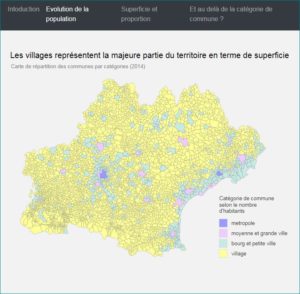 Intoduction
Evolution de la
population
Superficie et
proportion
Et au delà de la catégorie de
commune ?
Les villages représentent la majeure partie du territoire en terme de superficie
Carte de répartition des communes par catégories (2014)
Catégorie de commune
selon le nombre
d'habitants
metropole
moyenne et grande ville
bourg et petite ville
village